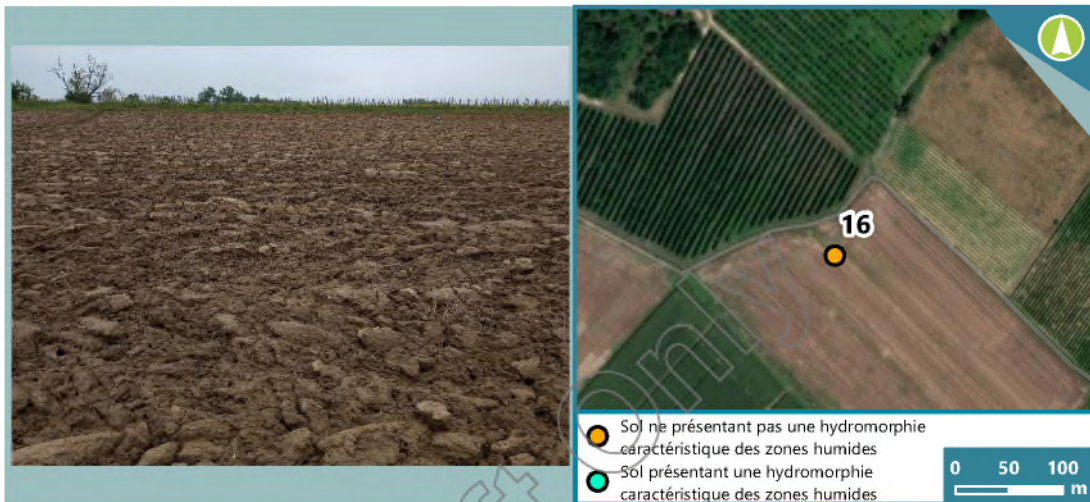 16
Sol ne présentant pas une hydromorphie
caractéristique des zones humides
Sol présentant une hydromorphie
caractéristique des zones humides
0 50 100
m
only